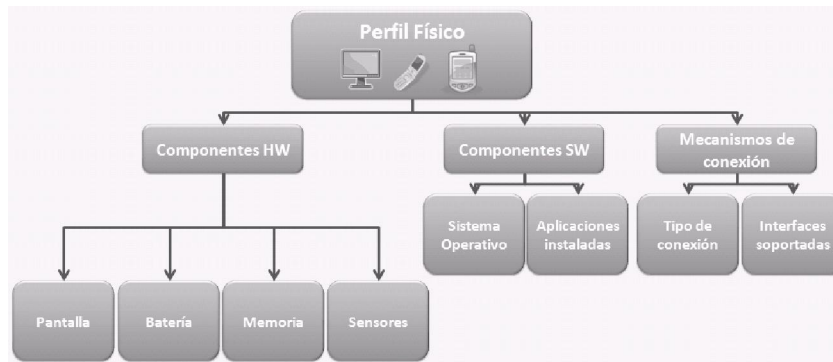 Perfil Físico
Componentes HW
Componentes SW
Mecanismos de
conexión
Sistema
Operativo
Aplicaciones
instaladas
Tipo de
conexión
Interfaces
soportadas
Pantalla
Batería
Memoria
Sensores